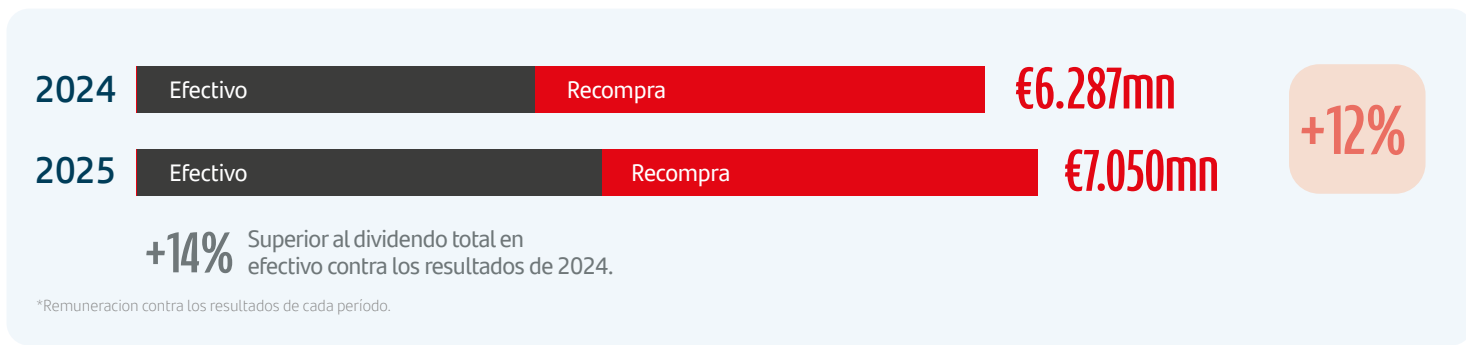 2024
Efectivo
Recompra
€6.287mn
+12%
2025
Efectivo
Recompra
€7.050mn
+14%
Superior al dividendo total en
efectivo contra los resultados de 2024.
*Remuneracion contra los resultados de cada periodo.